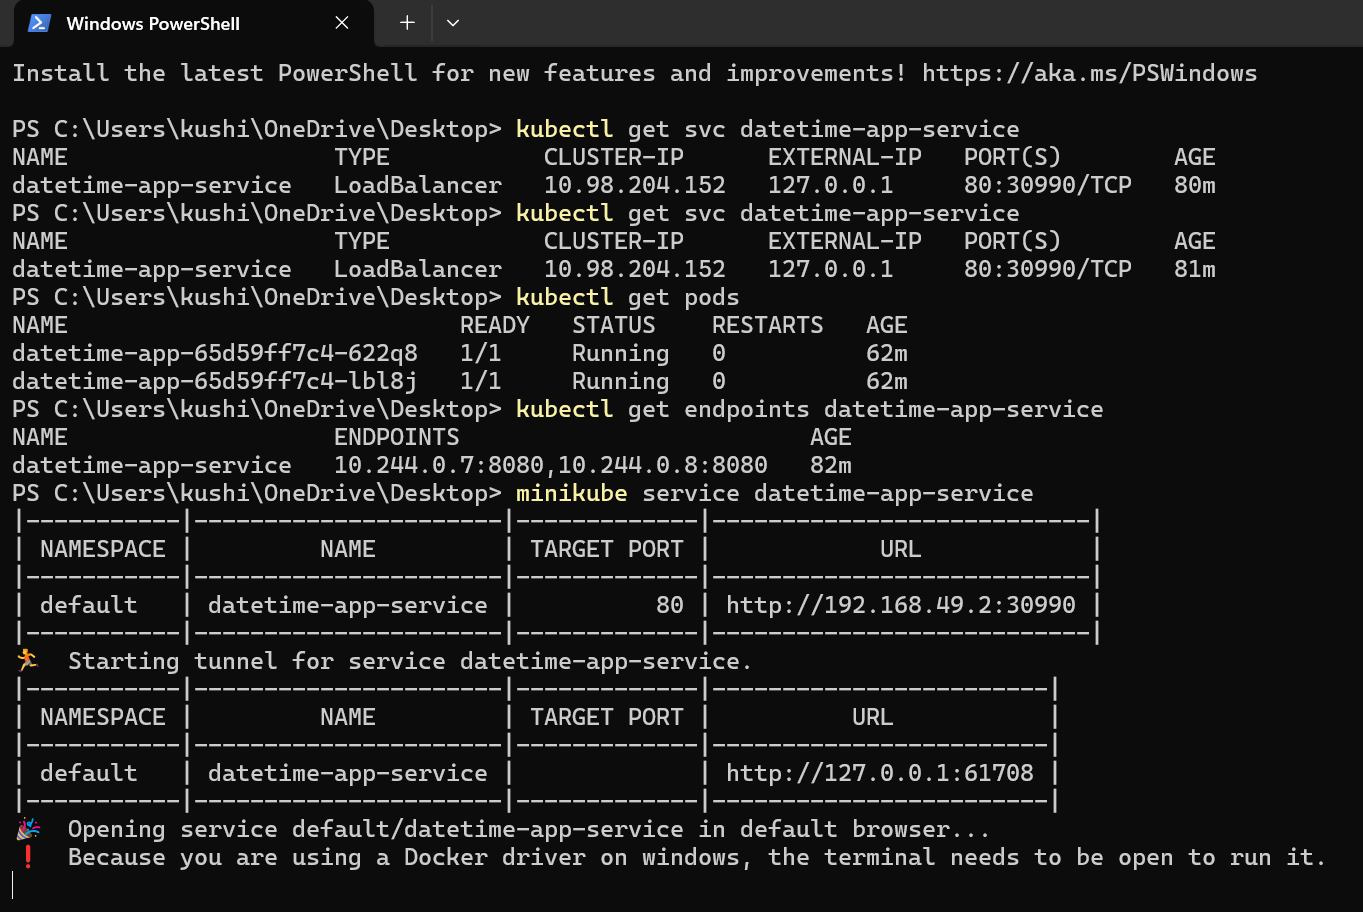 Windows PowerShell
Install the latest PowerShell for new features and improvements! https://aka.ms/PSWindows
PS C:\Users\kushi\OneDrive\Desktop> kubectl get svc datetime-app-service
NAME                   TYPE           CLUSTER-IP      EXTERNAL-IP   PORT(S)        AGE
datetime-app-service   LoadBalancer   10.98.204.152   127.0.0.1     80:30990/TCP   80m
PS C:\Users\kushi\OneDrive\Desktop> kubectl get svc datetime-app-service
NAME                   TYPE           CLUSTER-IP      EXTERNAL-IP   PORT(S)        AGE
datetime-app-service   LoadBalancer   10.98.204.152   127.0.0.1     80:30990/TCP   81m
PS C:\Users\kushi\OneDrive\Desktop> kubectl get pods
NAME                            READY   STATUS    RESTARTS   AGE
datetime-app-65d59ff7c4-622q8   1/1     Running   0          62m
datetime-app-65d59ff7c4-lbl8j   1/1     Running   0          62m
PS C:\Users\kushi\OneDrive\Desktop> kubectl get endpoints datetime-app-service
NAME                   ENDPOINTS                         AGE
datetime-app-service   10.244.0.7:8080,10.244.0.8:8080   82m
PS C:\Users\kushi\OneDrive\Desktop> minikube service datetime-app-service
|-----------|----------------------|-------------|---------------------------|
| NAMESPACE |         NAME         | TARGET PORT |            URL            |
|-----------|----------------------|-------------|---------------------------|
| default   | datetime-app-service |          80 | http://192.168.49.2:30990 |
|-----------|----------------------|-------------|---------------------------|
🏃  Starting tunnel for service datetime-app-service.
|-----------|----------------------|-------------|------------------------|
| NAMESPACE |         NAME         | TARGET PORT |          URL           |
|-----------|----------------------|-------------|------------------------|
| default   | datetime-app-service |             | http://127.0.0.1:61708 |
|-----------|----------------------|-------------|------------------------|
🎉  Opening service default/datetime-app-service in default browser...
❗  Because you are using a Docker driver on windows, the terminal needs to be open to run it.